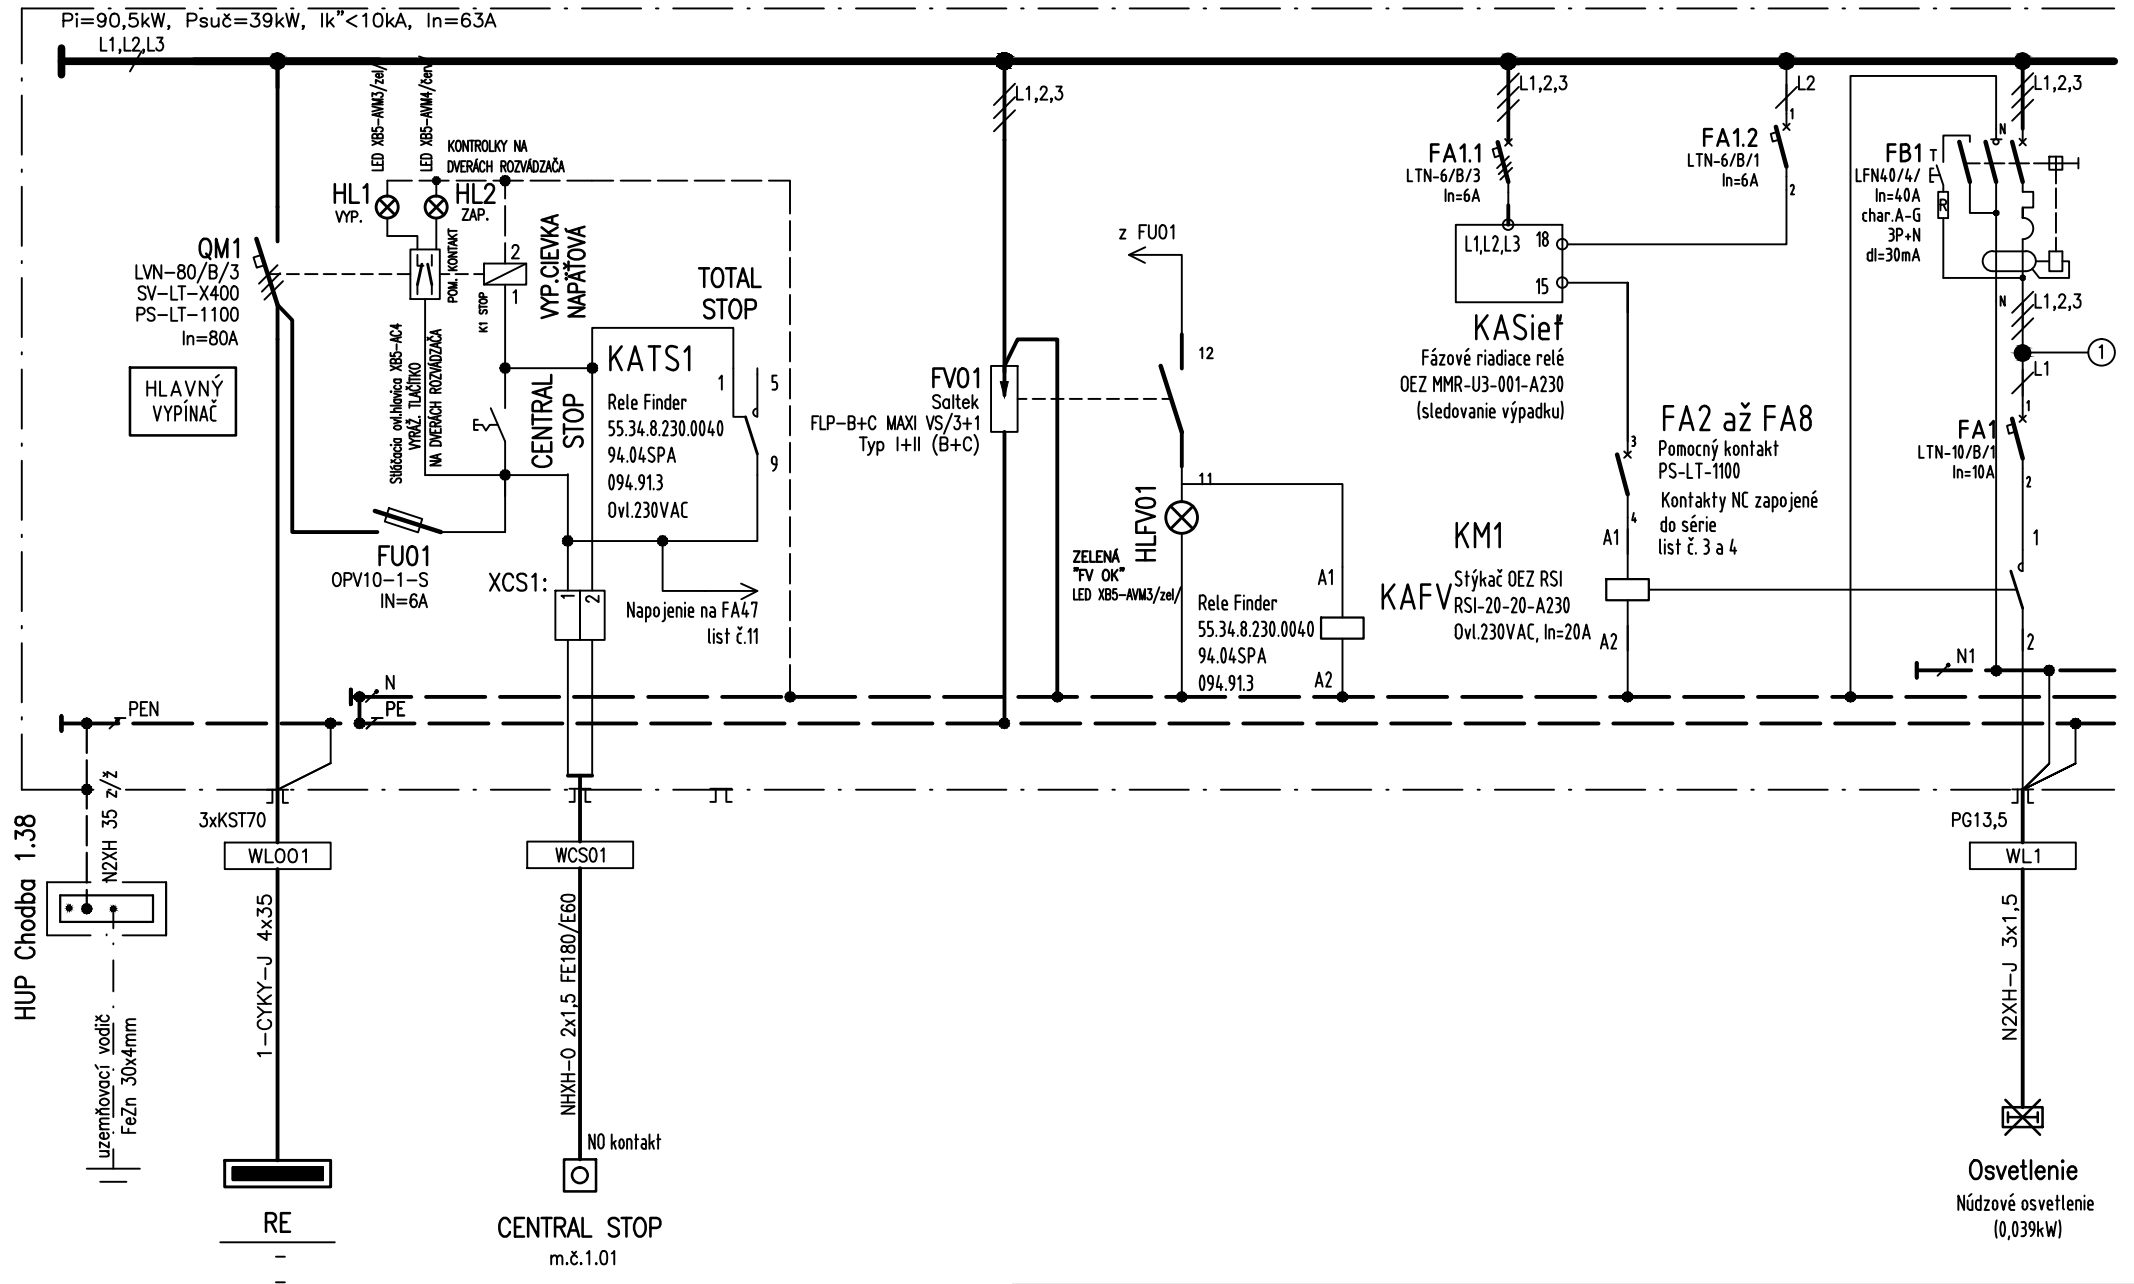 Pi=90,5kW, Psuč=39kW, Ik"<10kA, In=63A
L1,L2,L3
LED XB5-AVM3/zel/
LED XB5-AVM4/červ/
KONTROLKY NA
DVERÁCH ROZVÁDZAČA
HL1
VYP.
HL2
ZAP.
QM1
LVN-80/B/3
SV-LT-X400
PS-LT-1100
In=80A
HLAVNÝ
VYPÍNAČ
POM. KONTAKT
2
1
K1 STOP
VYP.CIEVKA
NAPÄŤOVÁ
Stláčacia ovl.hlavica XB5-AC4
VYRÁŽ. TLAČÍTKO
NA DVERÁCH ROZVÁDZAČA
TOTAL
STOP
CENTRAL
STOP
KATS1
Rele Finder
55.34.8.230.0040
94.04SPA
094.91.3
Ovl.230VAC
1
5
9
FU01
OPV10-1-S
IN=6A
XCS1:
1
2
Napojenie na FA47
list č.11
L1,2,3
FV01
Saltek
FLP-B+C MAXI VS/3+1
Typ I+II (B+C)
z FU01
12
11
HLFV01
ZELENÁ
"FV OK"
LED XB5-AVM3/zel/
A1
KAFV
Rele Finder
55.34.8.230.0040
94.04SPA
094.91.3
A2
L1,2,3
FA1.1
LTN-6/B/3
In=6A
L1,L2,L3
18
15
KASieť
Fázové riadiace relé
OEZ MMR-U3-001-A230
(sledovanie výpadku)
L2
1
FA1.2
LTN-6/B/1
In=6A
2
FA2 až FA8
Pomocný kontakt
PS-LT-1100
Kontakty NC zapojené
do série
list č. 3 a 4
3
4
KM1
Stýkač OEZ RSI
RSI-20-20-A230
Ovl.230VAC, In=20A
A1
A2
L1,2,3
N
FB1
LFN40/4/
In=40A
char.A-G
3P+N
dI=30mA
R
N
L1,2,3
1
L1
1
FA1
LTN-10/B/1
In=10A
2
1
2
N1
N
PE
PEN
N2XH 35 z/ž
HUP Chodba 1.38
uzemňovací vodič
FeZn 30x4mm
3xKST70
WL001
1-CYKY-J 4x35
RE
WCS01
NHXH-O 2x1,5 FE180/E60
NO kontakt
CENTRAL STOP
m.č.1.01
PG13,5
WL1
N2XH-J 3x1,5
Osvetlenie
Núdzové osvetlenie
(0,039kW)